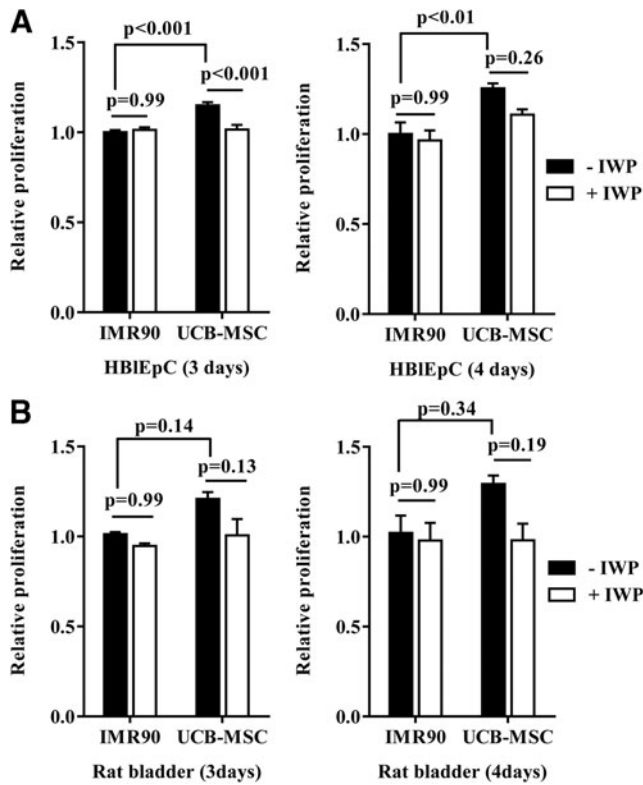 A
p<0.001
p<0.001
p=0.99
1.5
1.0
0.5
0.0
Relative proliferation
IMR90 UCB-MSC
HBlEpC (3 days)
p<0.01
p=0.26
p=0.99
1.5
1.0
0.5
0.0
Relative proliferation
IMR90 UCB-MSC
HBlEpC (4 days)
- IWP
+ IWP
B
p=0.14
p=0.13
p=0.99
1.5
1.0
0.5
0.0
Relative proliferation
IMR90 UCB-MSC
Rat bladder (3days)
p=0.34
p=0.19
p=0.99
1.5
1.0
0.5
0.0
Relative proliferation
IMR90 UCB-MSC
Rat bladder (4days)
- IWP
+ IWP